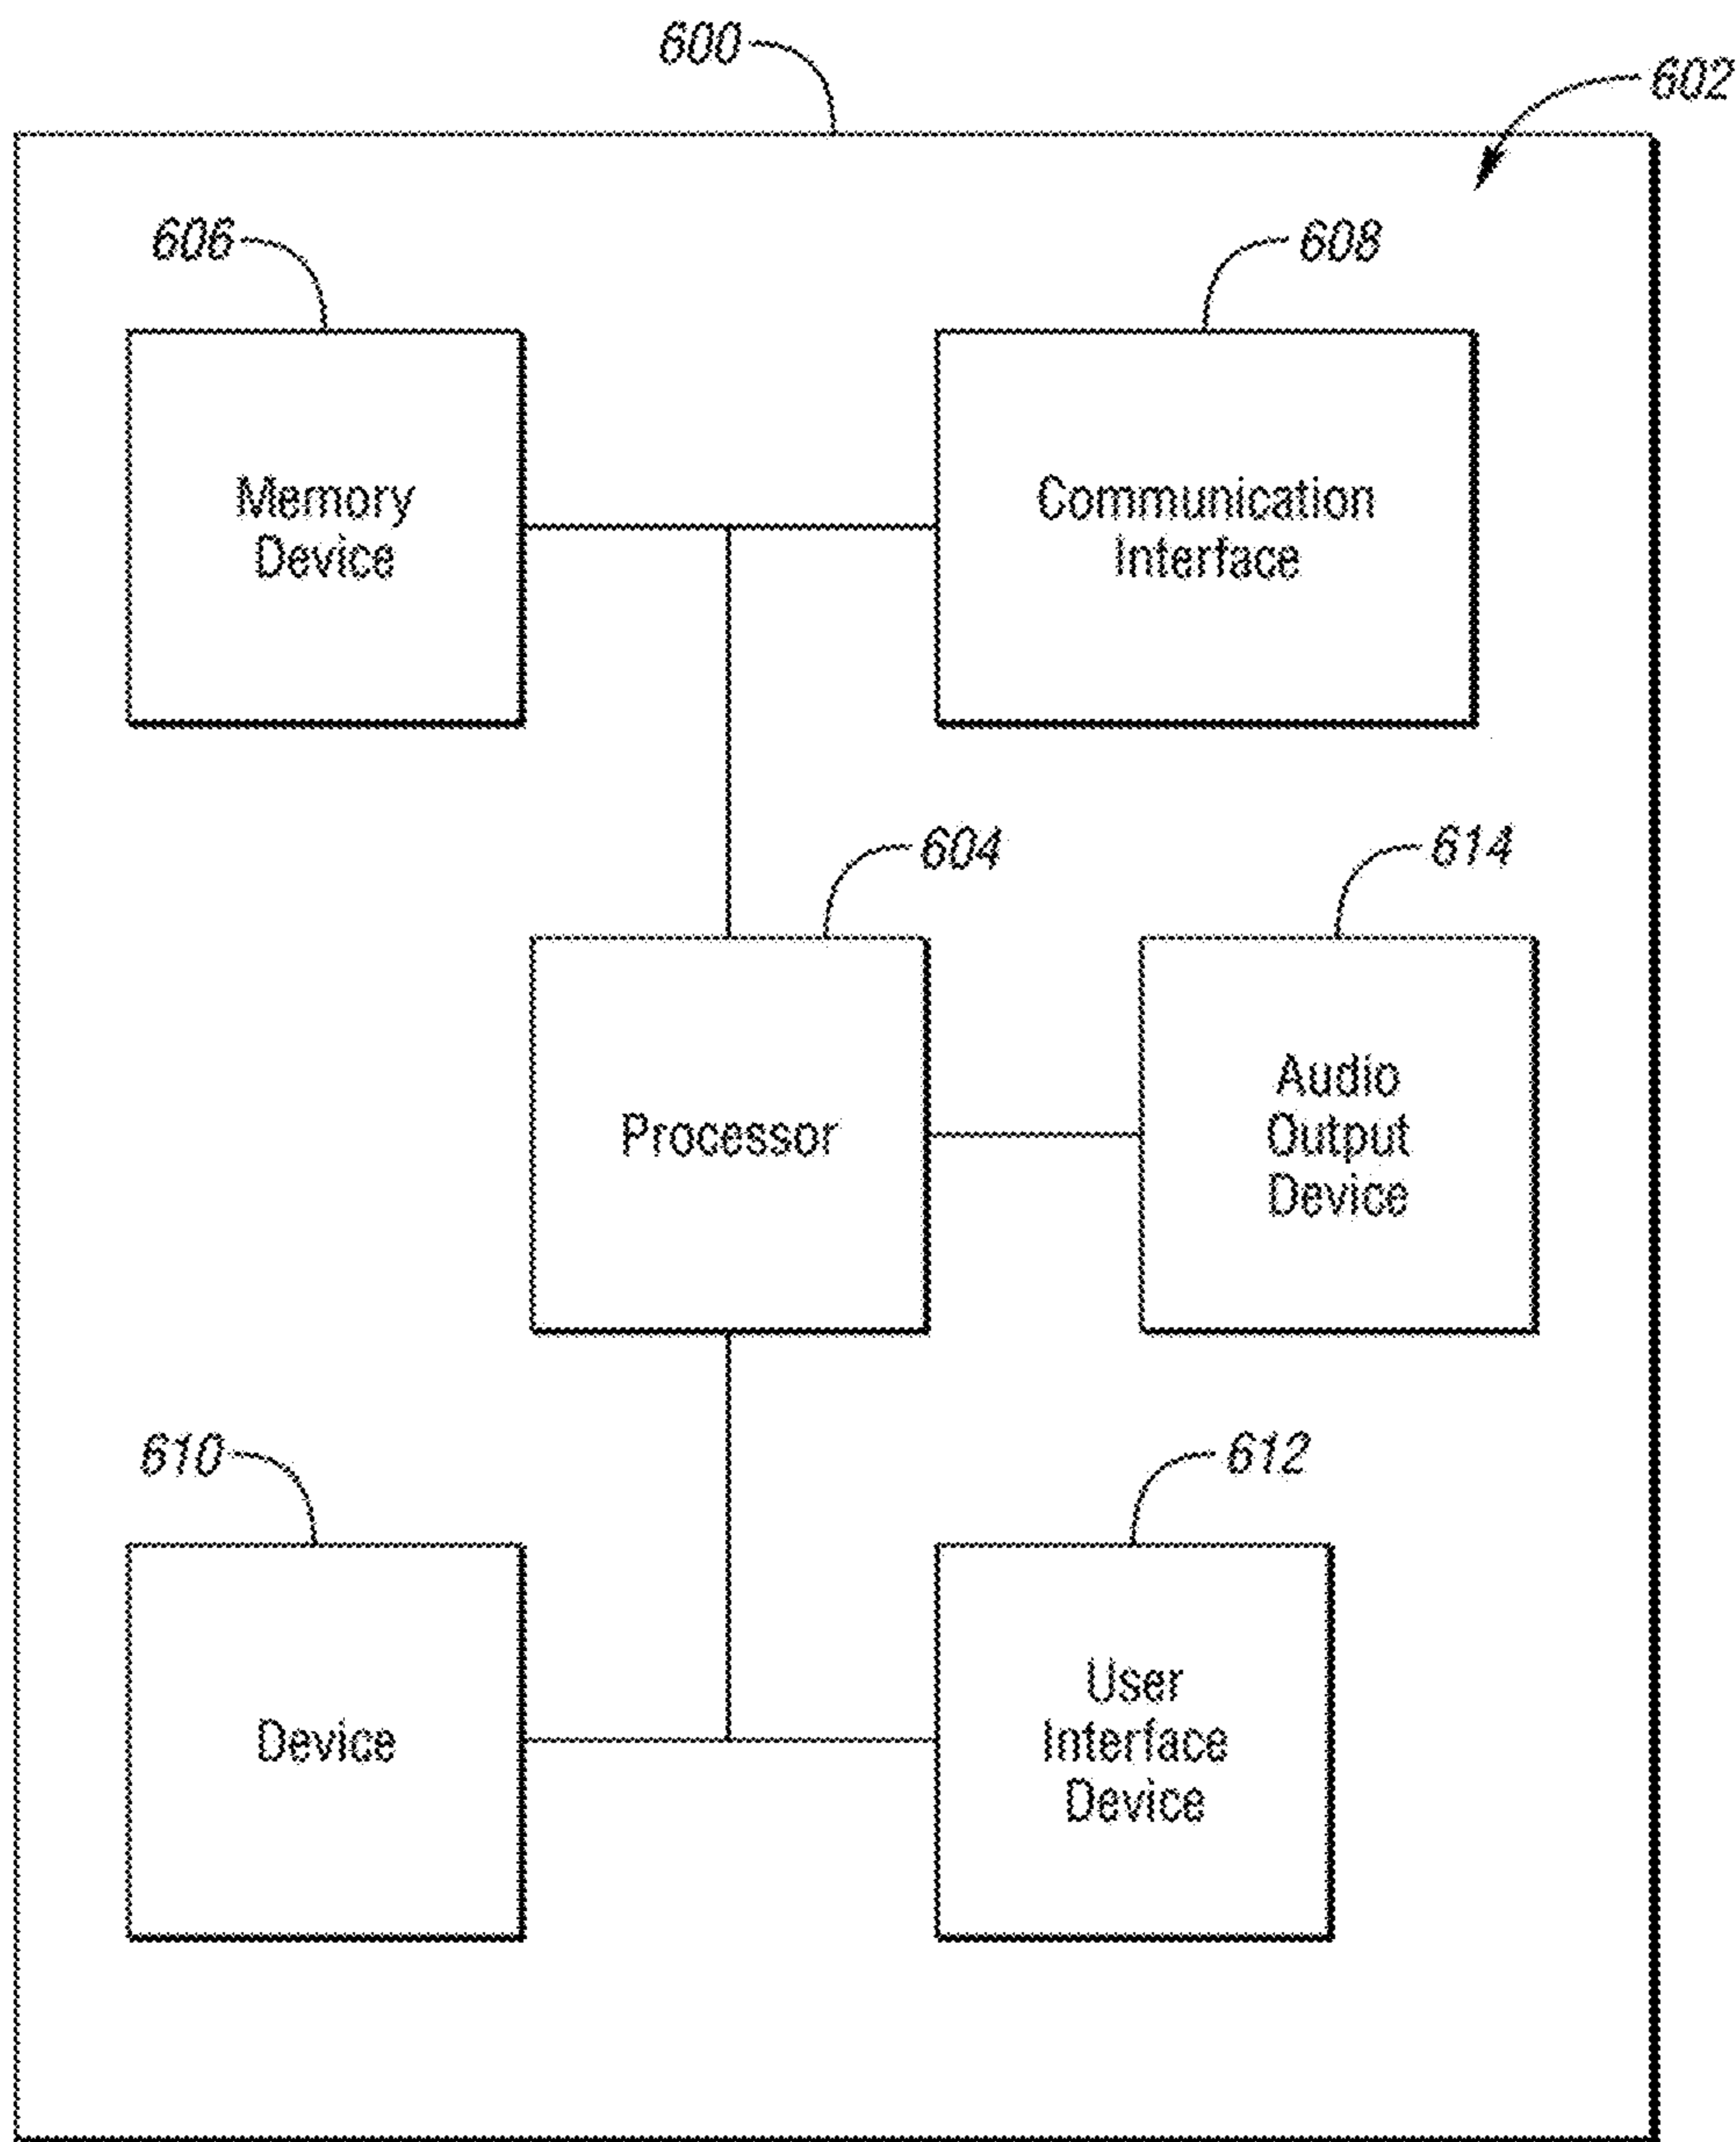 600
602
606
608
Memory
Device
Communication
Interface
604
614
Processor
Audio
Output
Device
610
612
Device
User
Interface
Device